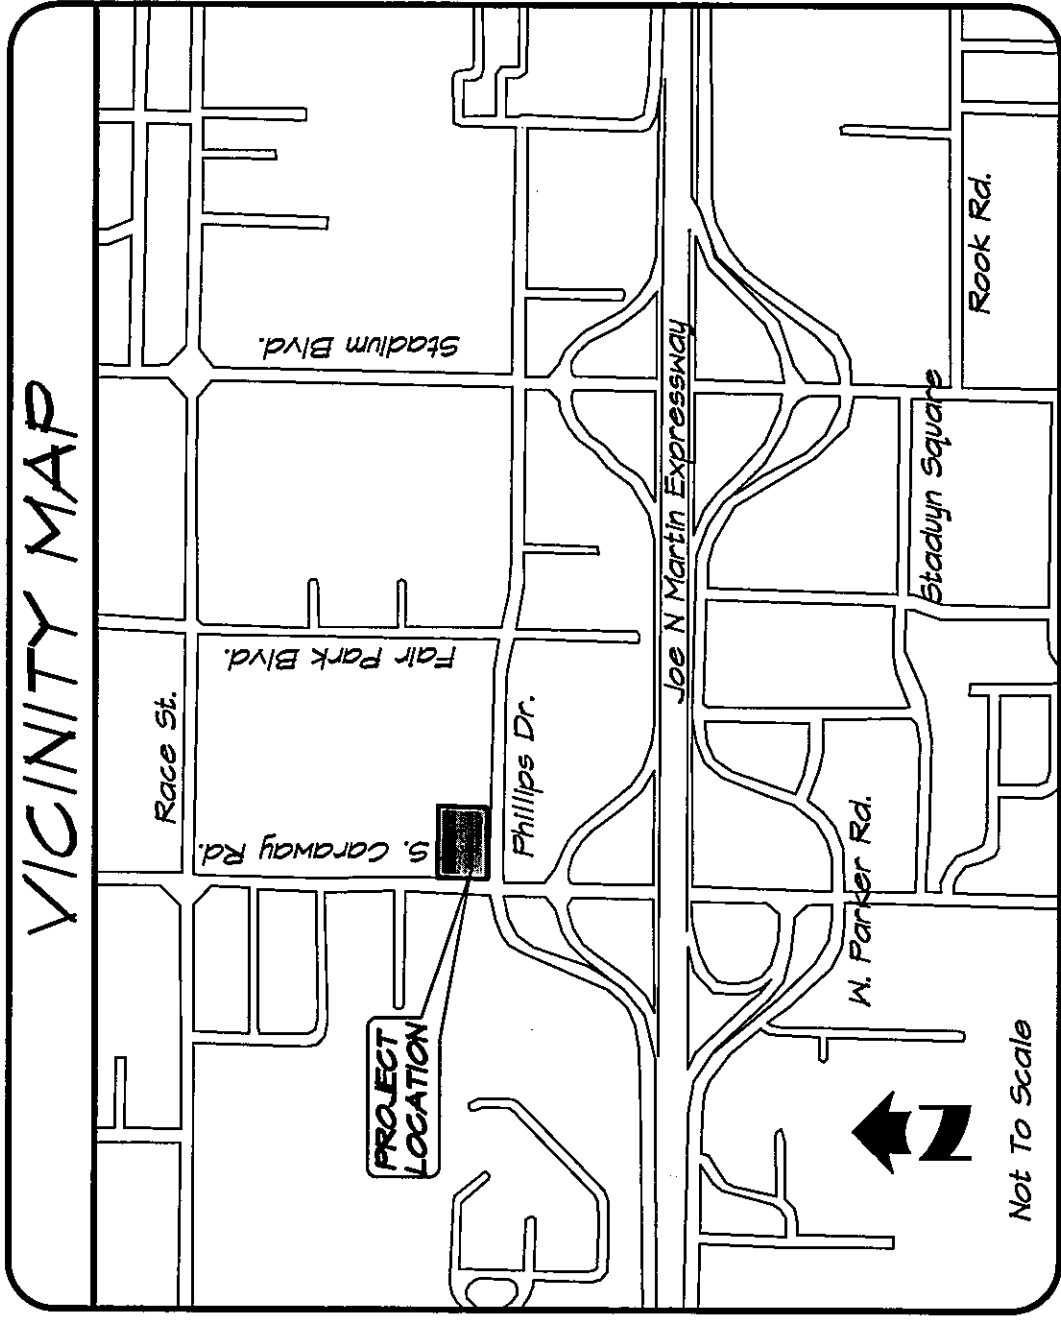 VICINITY MAP
Race St.
S. Caraway Rd.
Fair Park Blvd.
Stadium Blvd.
PROJECT
LOCATION
Phillips Dr.
Joe N Martin Expressway
W. Parker Rd.
Staduyn Square
Rook Rd.
N
Not To Scale